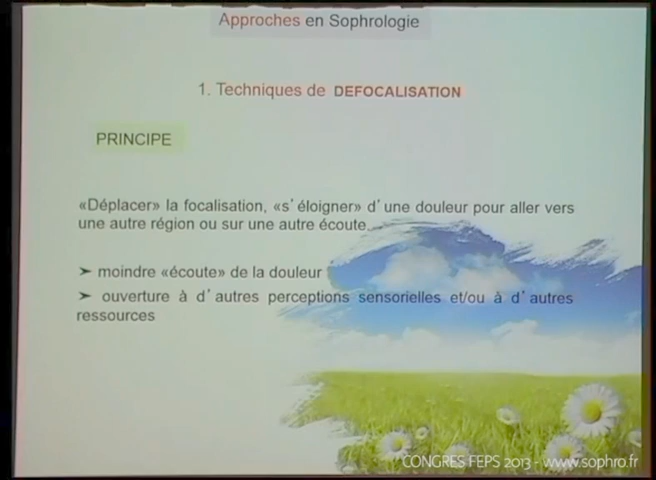 Approches en Sophrologie
1. Techniques de DEFOCALISATION
PRINCIPE
«Déplacer» la focalisation, «s'éloigner» d'une douleur pour aller vers
une autre région ou sur une autre écoute.
➤ moindre «écoute» de la douleur
➤ ouverture à d'autres perceptions sensorielles et/ou à d'autres
ressources
CONGRES FEPS 2013 - www.sophro.fr